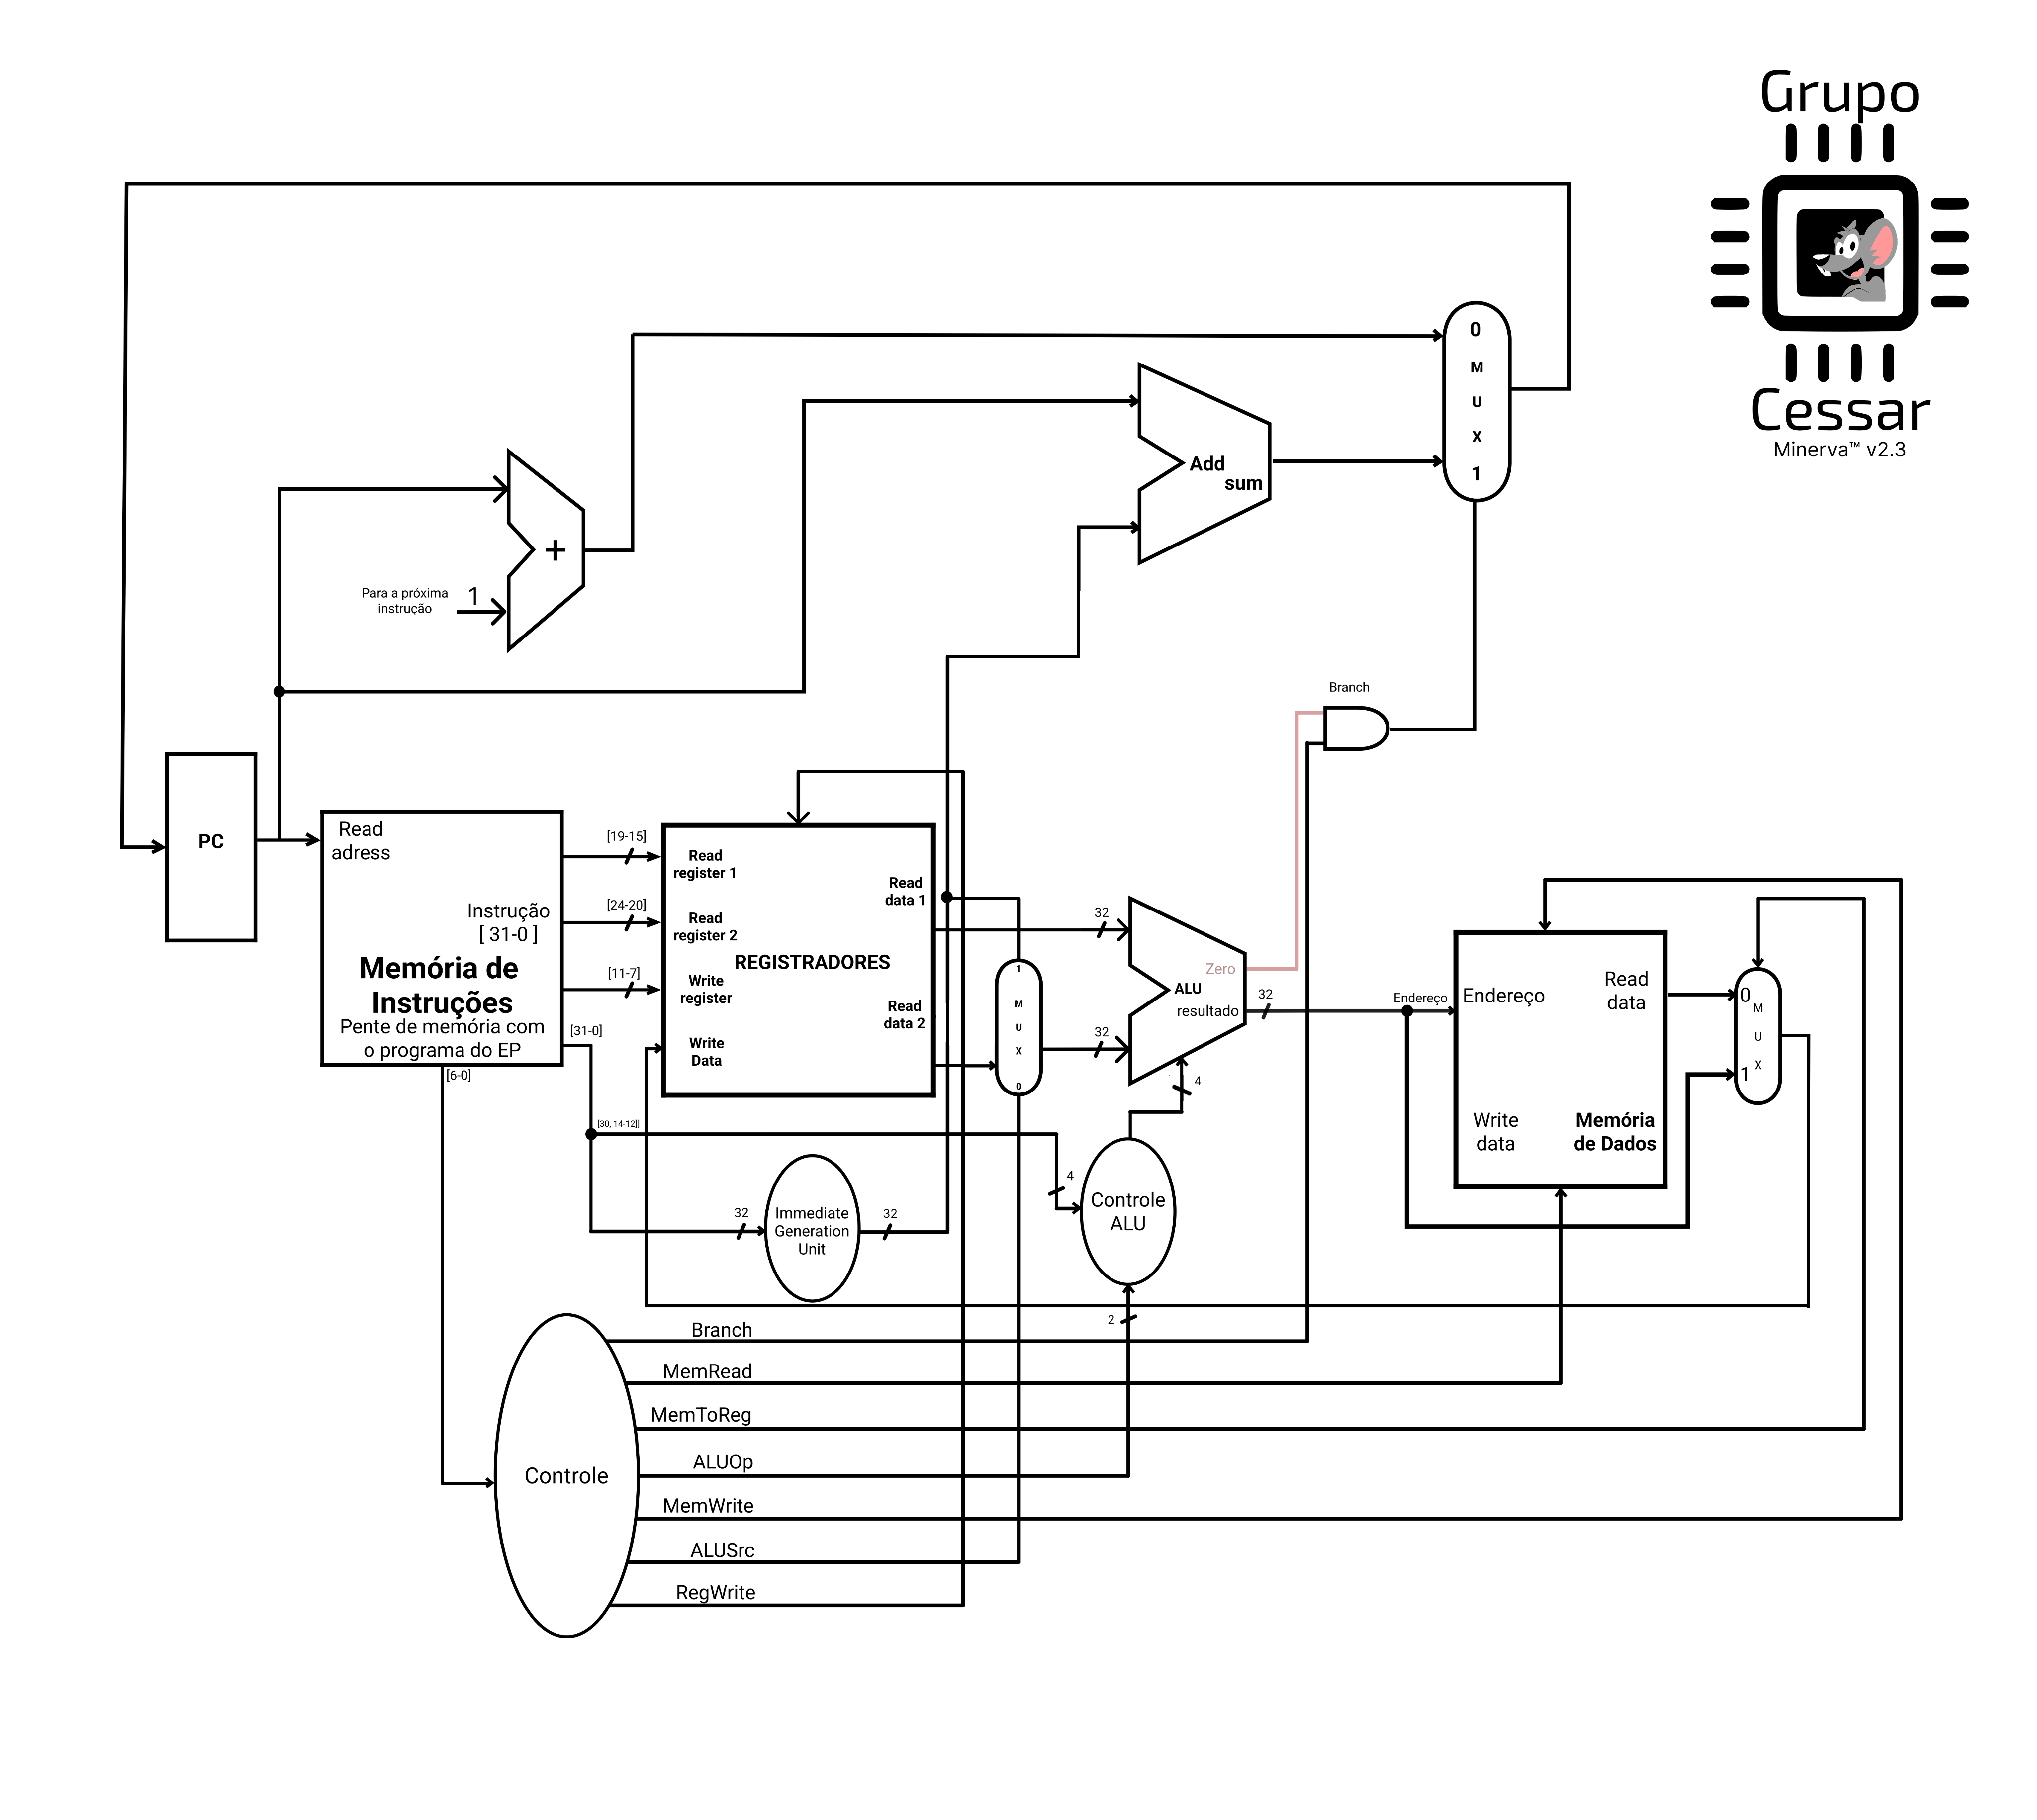 Grupo
Cessar
Minerva™ v2.3
0
M
U
X
1
Add
sum
+
Para a próxima
instrução
1
Branch
PC
Read
adress
Instrução
[ 31-0 ]
Memória de
Instruções
Pente de memória com
o programa do EP
[19-15]
[24-20]
[11-7]
[31-0]
[6-0]
[30, 14-12]]
Read
register 1
Read
register 2
Write
register
Write
Data
REGISTRADORES
Read
data 1
Read
data 2
1
M
U
X
0
32
32
Zero
ALU
resultado
32
4
Endereço
Endereço
Read
data
Write
data
Memória
de Dados
0
M
U
X
1
32
Immediate
Generation
Unit
32
4
Controle
ALU
2
Controle
Branch
MemRead
MemToReg
ALUOp
MemWrite
ALUSrc
RegWrite